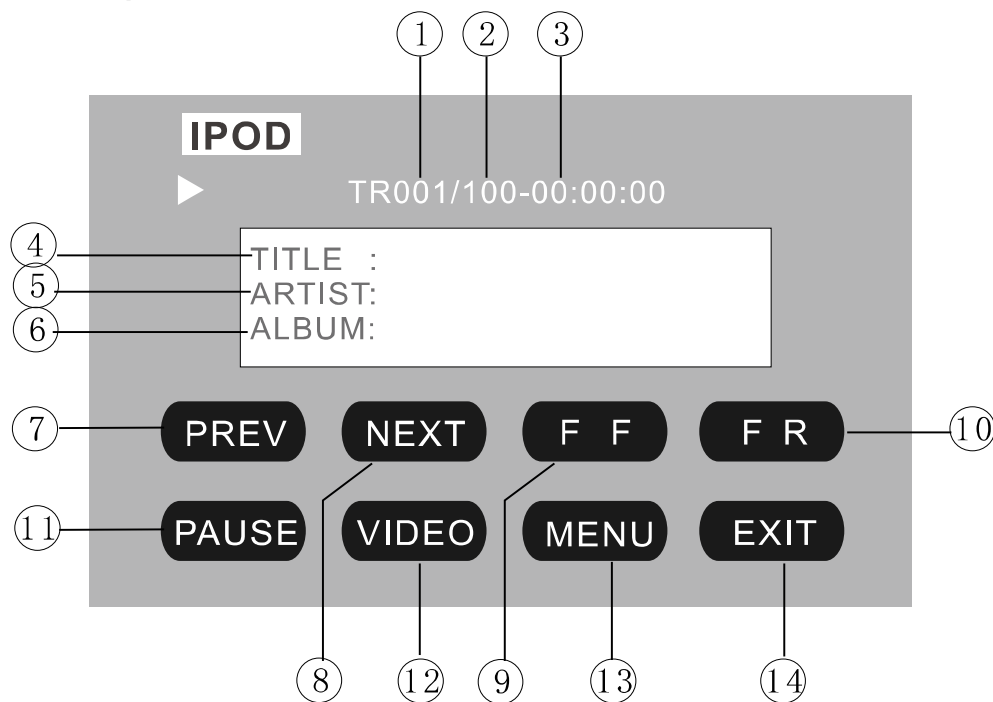 ① ② ③
IPOD
TR001/100-00:00:00
④ TITLE :
⑤ ARTIST:
⑥ ALBUM:
⑦ PREV NEXT F F F R ⑩
⑪ PAUSE VIDEO MENU EXIT
⑧ ⑫ ⑨ ⑬ ⑭